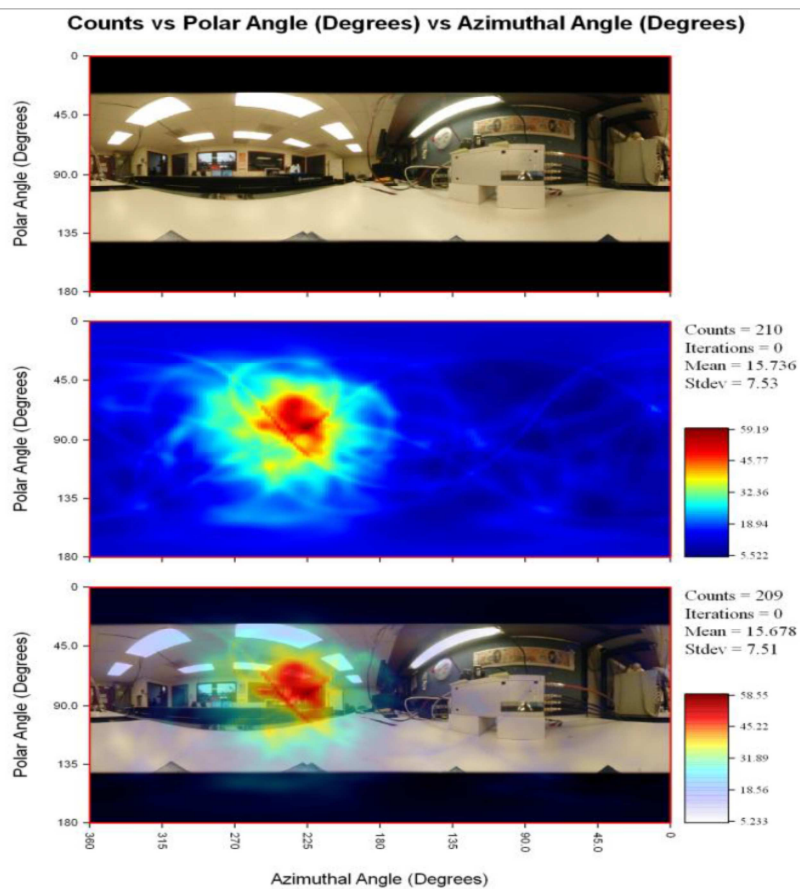 Counts vs Polar Angle (Degrees) vs Azimuthal Angle (Degrees)
Polar Angle (Degrees)
0
45.0
90.0
135
180
Polar Angle (Degrees)
0
45.0
90.0
135
180
Counts = 210
Iterations = 0
Mean = 15.736
Stdev = 7.53
59.19
45.77
32.36
18.94
5.522
Polar Angle (Degrees)
0
45.0
90.0
135
180
Counts = 209
Iterations = 0
Mean = 15.678
Stdev = 7.51
58.55
45.22
31.89
18.56
5.233
360 315 270 225 180 135 90.0 45.0 0
Azimuthal Angle (Degrees)